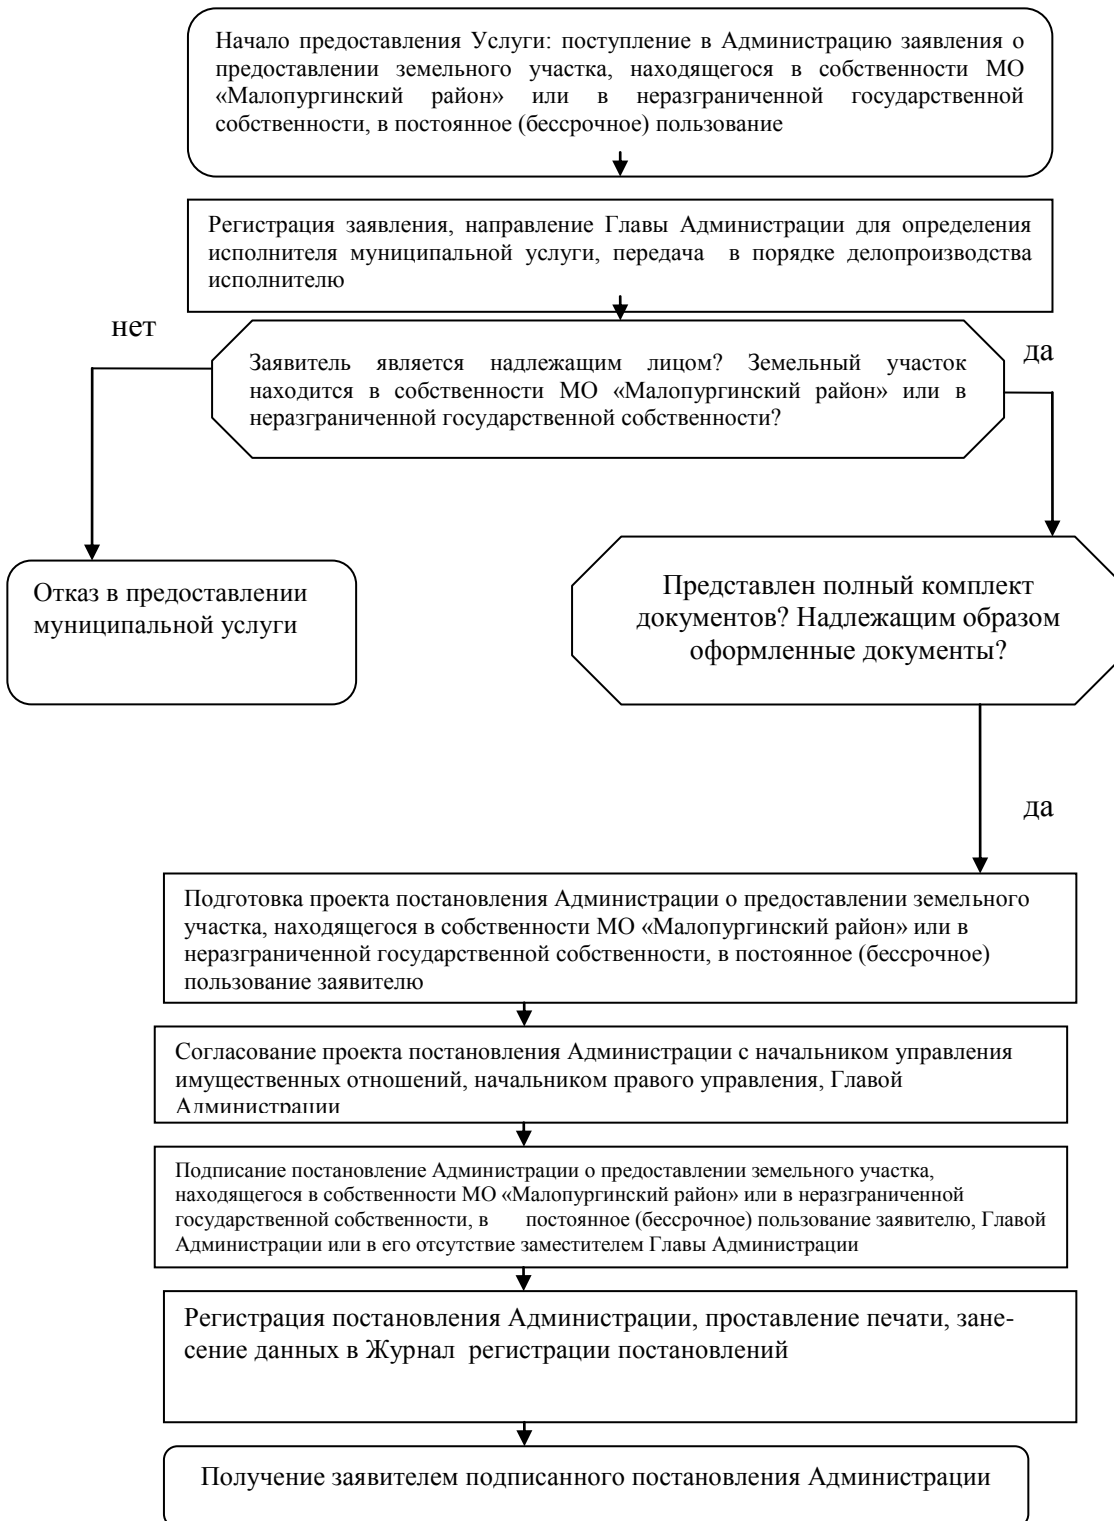 Начало предоставления Услуги: поступление в Администрацию заявления о
предоставлении земельного участка, находящегося в собственности МО
«Малопургинский район» или в неразграниченной государственной
собственности, в постоянное (бессрочное) пользование
Регистрация заявления, направление Главы Администрации для определения
исполнителя муниципальной услуги, передача в порядке делопроизводства
исполнителю
нет
да
Заявитель является надлежащим лицом? Земельный участок
находится в собственности МО «Малопургинский район» или в
неразграниченной государственной собственности?
Отказ в предоставлении
муниципальной услуги
Представлен полный комплект
документов? Надлежащим образом
оформленные документы?
да
Подготовка проекта постановления Администрации о предоставлении земельного
участка, находящегося в собственности МО «Малопургинский район» или в
неразграниченной государственной собственности, в постоянное (бессрочное)
пользование заявителю
Согласование проекта постановления Администрации с начальником управления
имущественных отношений, начальником правого управления, Главой
Администрации
Подписание постановление Администрации о предоставлении земельного участка,
находящегося в собственности МО «Малопургинский район» или в неразграниченной
государственной собственности, в постоянное (бессрочное) пользование заявителю, Главой
Администрации или в его отсутствие заместителем Главы Администрации
Регистрация постановления Администрации, проставление печати, зане-
сение данных в Журнал регистрации постановлений
Получение заявителем подписанного постановления Администрации